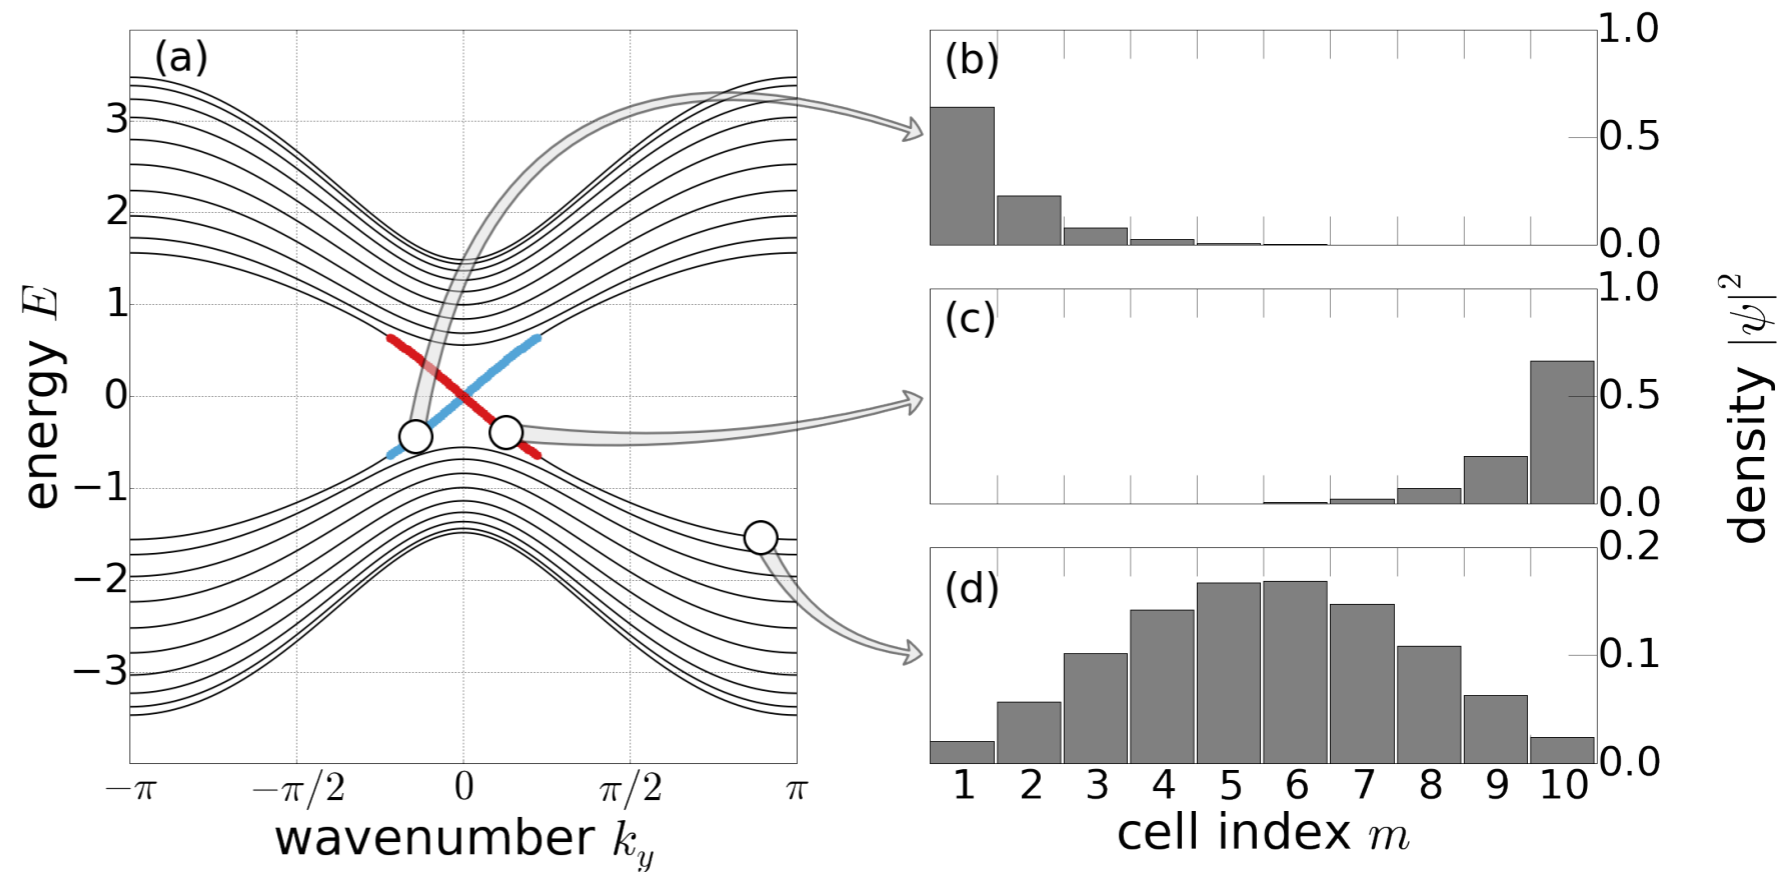 (a)
3
2
1
0
−1
−2
−3
energy E
−π
−π/2
0
π/2
π
wavenumber k_y
(b)
1.0
0.5
0.0
(c)
1.0
0.5
0.0
(d)
0.2
0.1
0.0
density |ψ|²
1 2 3 4 5 6 7 8 9 10
cell index m